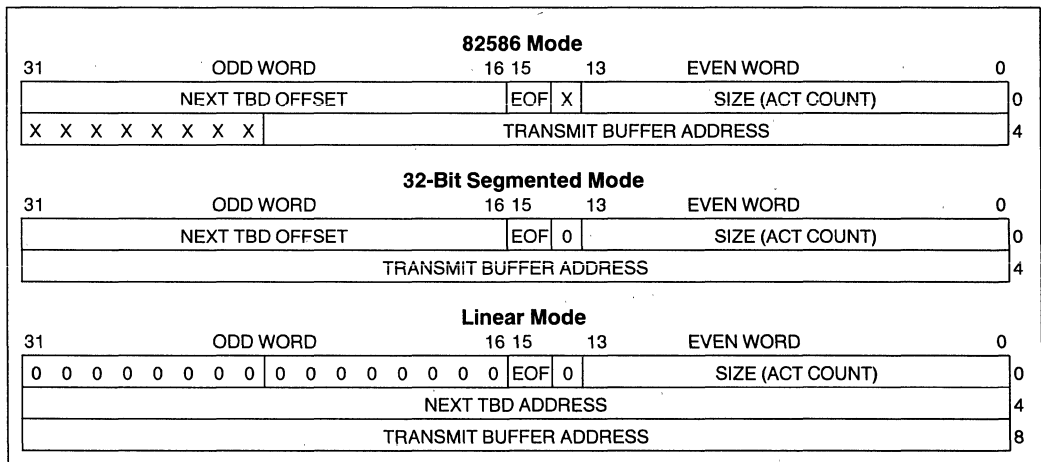 82586 Mode
31 ODD WORD 16 15 13 EVEN WORD 0
NEXT TBD OFFSET EOF X SIZE (ACT COUNT) 0
X X X X X X X X TRANSMIT BUFFER ADDRESS 4
32-Bit Segmented Mode
31 ODD WORD 16 15 13 EVEN WORD 0
NEXT TBD OFFSET EOF 0 SIZE (ACT COUNT) 0
TRANSMIT BUFFER ADDRESS 4
Linear Mode
31 ODD WORD 16 15 13 EVEN WORD 0
0 0 0 0 0 0 0 0 0 0 0 0 0 0 0 0 EOF 0 SIZE (ACT COUNT) 0
NEXT TBD ADDRESS 4
TRANSMIT BUFFER ADDRESS 8